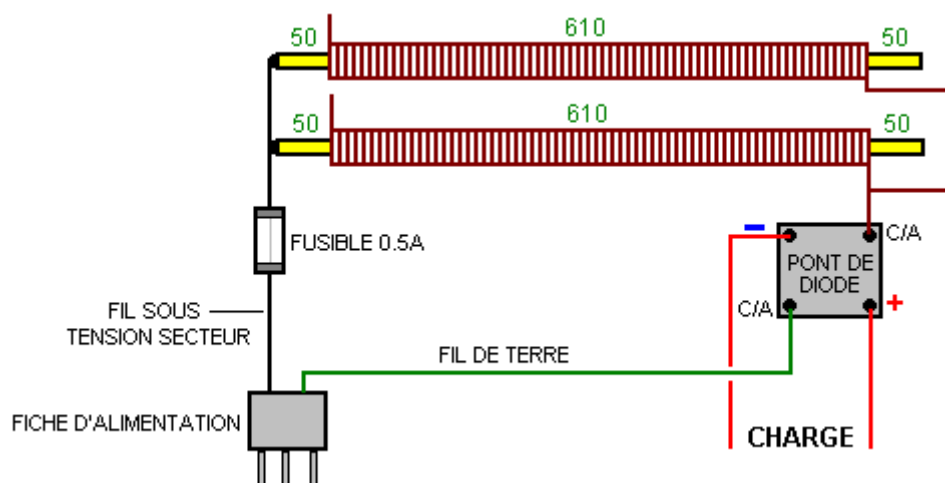 50 610 50
50 610 50
FUSIBLE 0.5A
- C/A
PONT DE
DIODE
C/A +
FIL SOUS
TENSION SECTEUR
FIL DE TERRE
FICHE D'ALIMENTATION
CHARGE